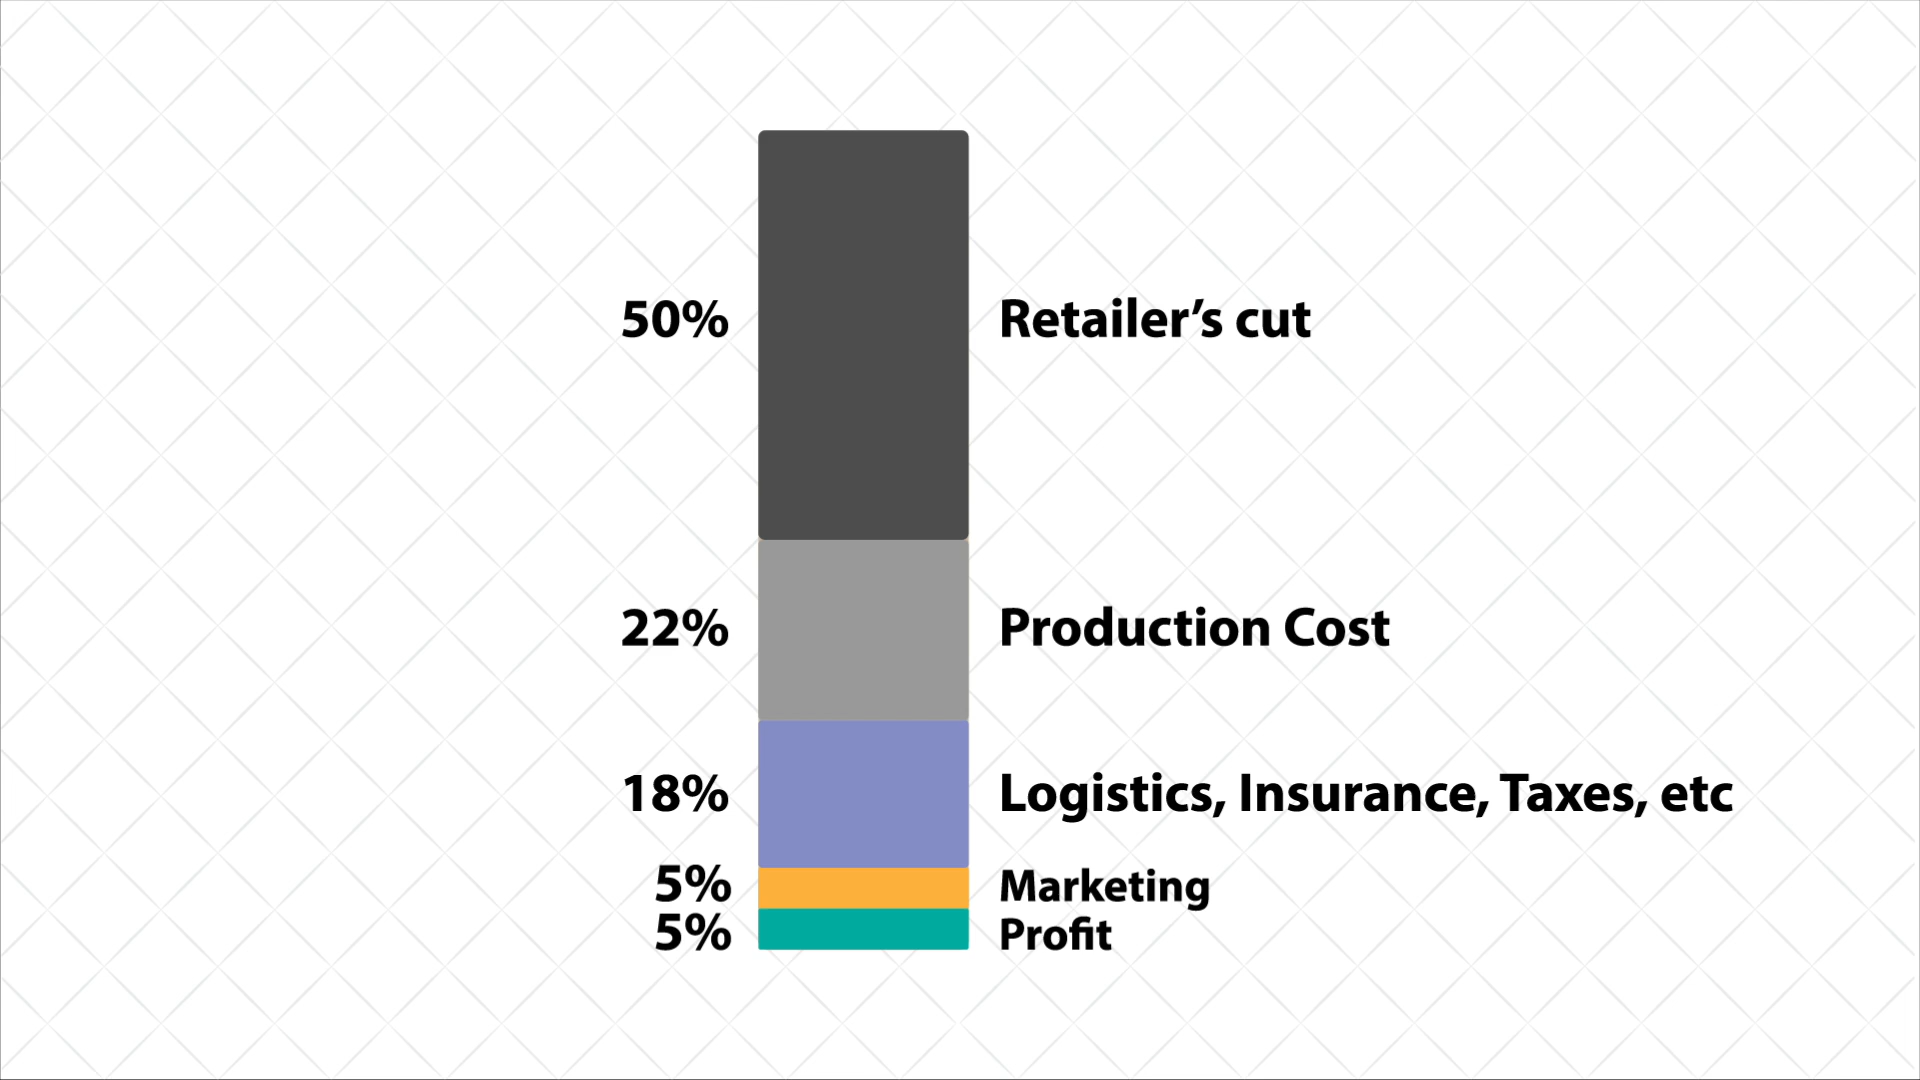 50% Retailer’s cut
22% Production Cost
18% Logistics, Insurance, Taxes, etc
5% Marketing
5% Profit